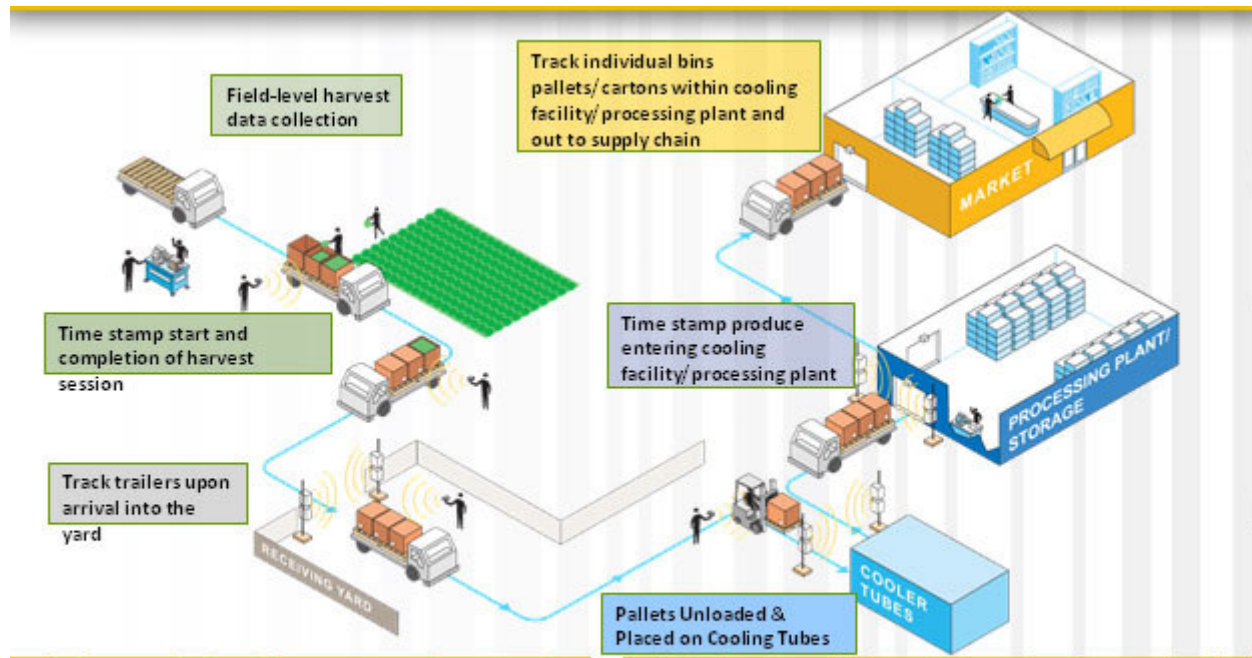 Field-level harvest
data collection
Time stamp start and
completion of harvest
session
Track trailers upon
arrival into the
yard
RECEIVING YARD
Pallets Unloaded &
Placed on Cooling Tubes
COOLER
TUBES
Time stamp produce
entering cooling
facility/processing plant
PROCESSING PLANT/
STORAGE
Track individual bins
pallets/cartons within cooling
facility/processing plant and
out to supply chain
MARKET